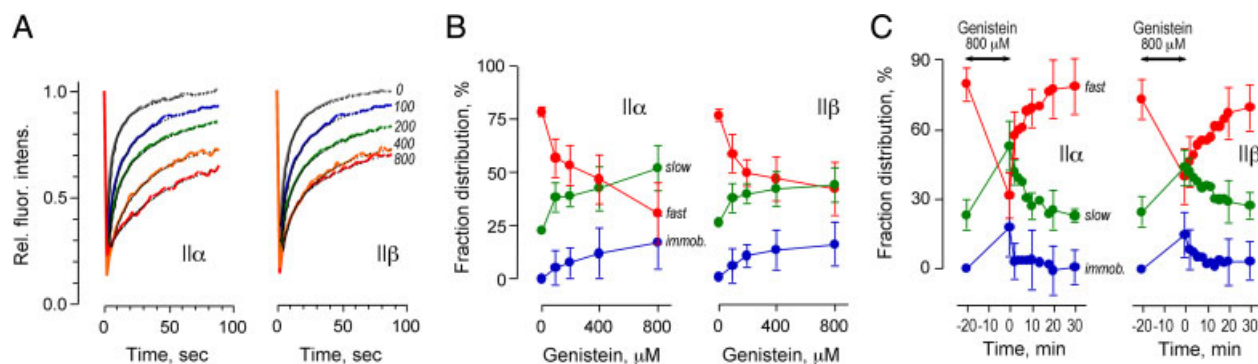 A
Rel. fluor. intens.
1.0
0.5
0.0
0
100
200
400
800
IIα
IIβ
0 50 100
0 50 100
Time, sec
Time, sec
B
Fraction distribution, %
100
75
50
25
0
IIα
IIβ
slow
fast
immob.
0 400 800
0 400 800
Genistein, μM
Genistein, μM
C
Genistein
800 μM
Genistein
800 μM
Fraction distribution, %
90
60
30
0
fast
IIα
IIβ
slow
immob.
-20 -10 0 10 20 30
-20 -10 0 10 20 30
Time, min
Time, min